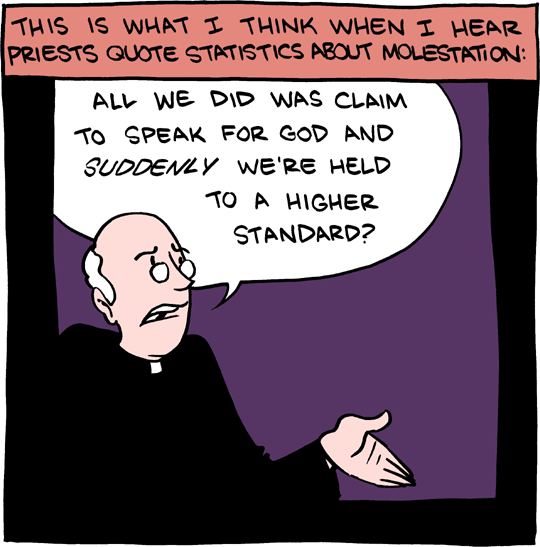 THIS IS WHAT I THINK WHEN I HEAR
PRIESTS QUOTE STATISTICS ABOUT MOLESTATION:
ALL WE DID WAS CLAIM
TO SPEAK FOR GOD AND
SUDDENLY WE'RE HELD
TO A HIGHER
STANDARD?